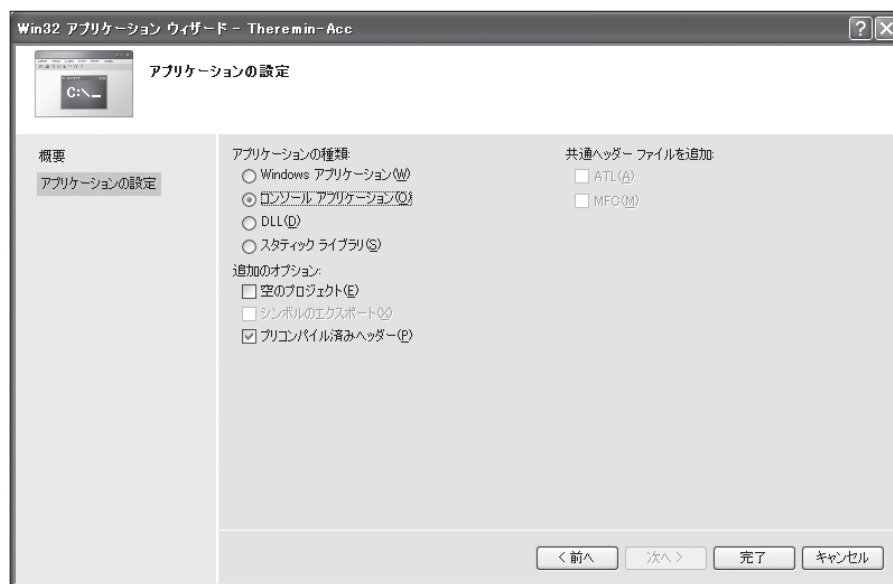 Win32 アプリケーション ウィザード - Theremin-Acc
C:\_
アプリケーションの設定
概要
アプリケーションの設定
アプリケーションの種類:
Windows アプリケーション(W)
コンソール アプリケーション(O)
DLL(D)
スタティック ライブラリ(S)
追加のオプション:
空のプロジェクト(E)
シンボルのエクスポート(X)
プリコンパイル済みヘッダー(P)
共通ヘッダー ファイルを追加:
ATL(A)
MFC(M)
< 前へ
次へ >
完了
キャンセル